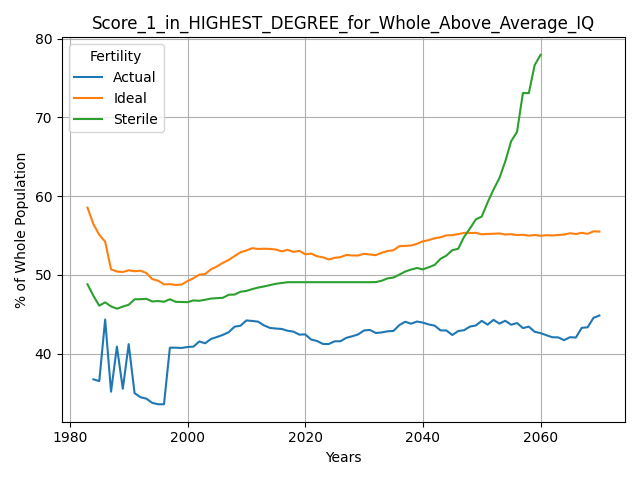 Score_1_in_HIGHEST_DEGREE_for_Whole_Above_Average_IQ
Fertility
Actual
Ideal
Sterile
% of Whole Population
80
70
60
50
40
1980
2000
2020
2040
2060
Years